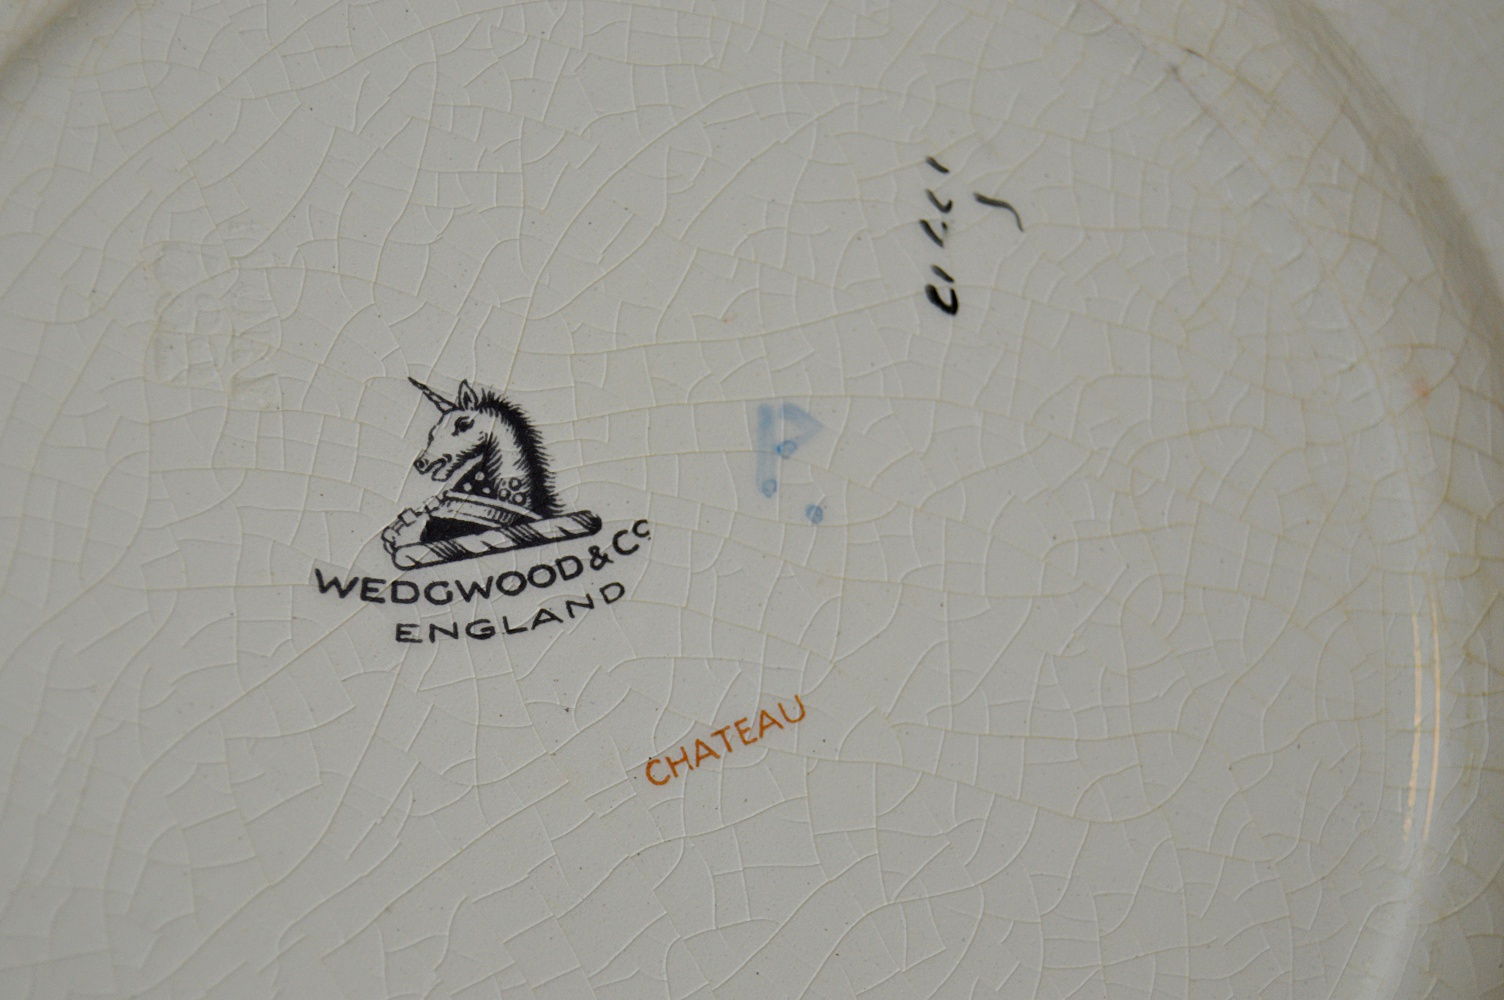 WEDGWOOD & Co
ENGLAND
P.
CHATEAU